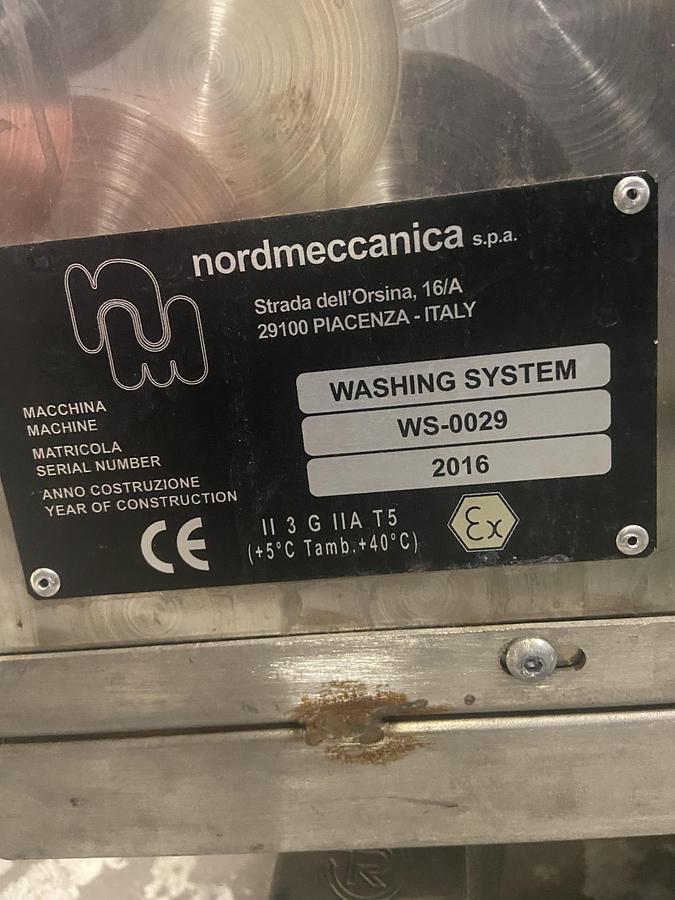 nordmeccanica s.p.a.
Strada dell'Orsina, 16/A
29100 PIACENZA - ITALY
MACCHINA
MACHINE
WASHING SYSTEM
MATRICOLA
SERIAL NUMBER
WS-0029
ANNO COSTRUZIONE
YEAR OF CONSTRUCTION
2016
CE
II 3 G IIA T5
(+5°C Tamb.+40°C)
Ex
R